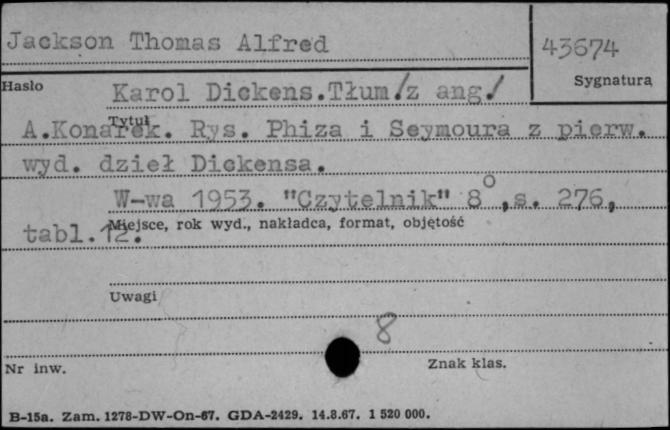 Jackson Thomas Alfred
43674
Hasło
Sygnatura
Karol Dickens. Tłum./z ang./
Tytuł
A.Konarek. Rys. Phiza i Seymoura z pierw.
wyd. dzieł Dickensa.
W-wa 1953. "Czytelnik" 8°,s. 276,
Miejsce, rok wyd., nakładca, format, objętość
tabl.12.
Uwagi
8
Nr inw.
Znak klas.
B-15a. Zam. 1278-DW-On-67. GDA-2429. 14.8.67. 1 520 000.